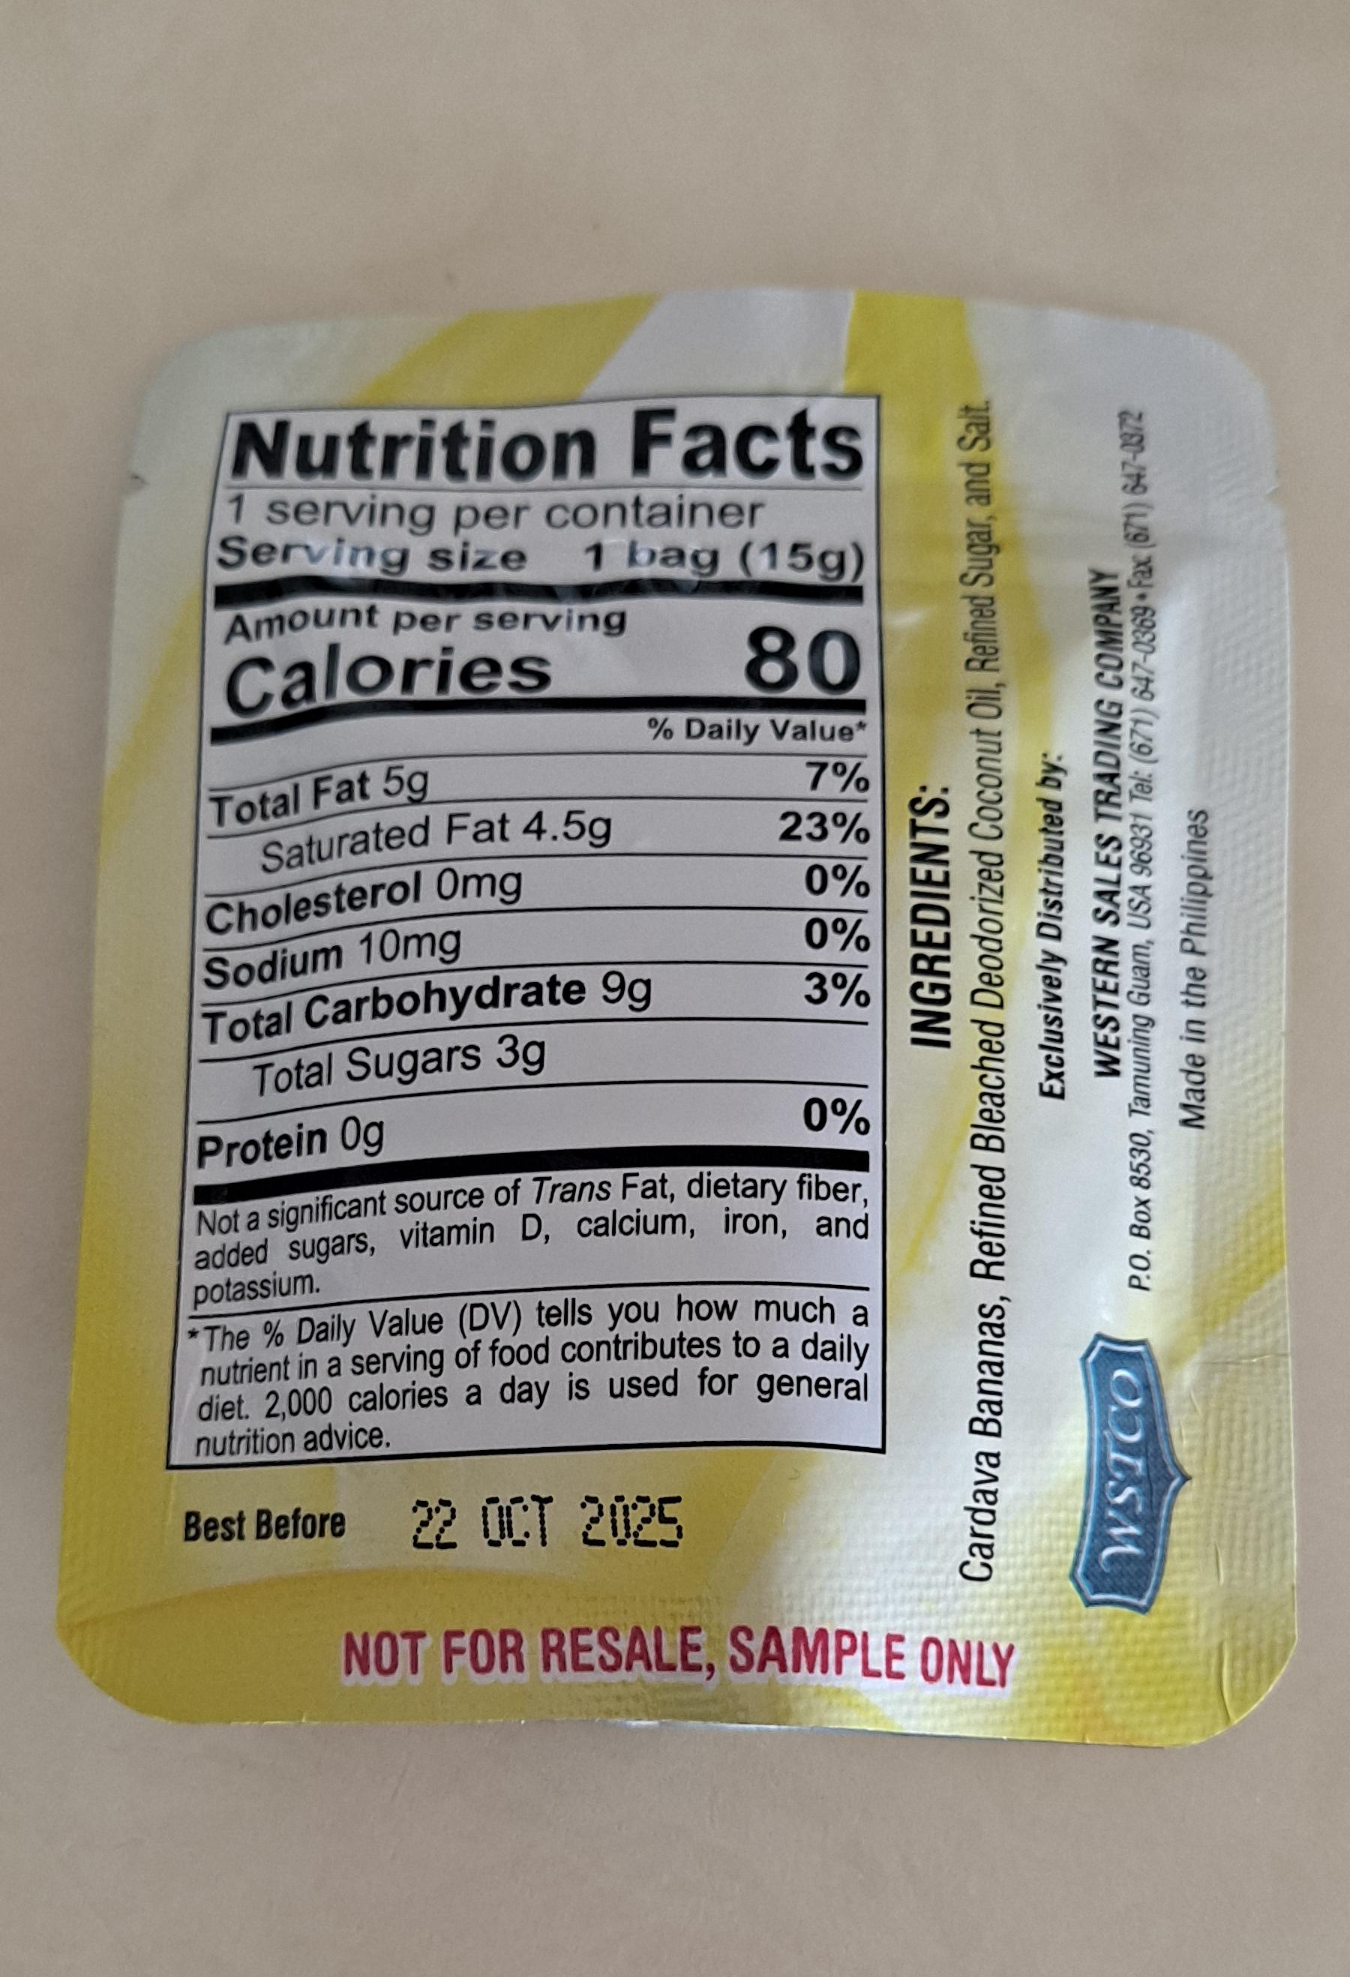 Nutrition Facts
1 serving per container
Serving size 1 bag (15g)
Amount per serving
Calories 80
% Daily Value*
Total Fat 5g 7%
Saturated Fat 4.5g 23%
Cholesterol 0mg 0%
Sodium 10mg 0%
Total Carbohydrate 9g 3%
Total Sugars 3g
Protein 0g 0%
Not a significant source of Trans Fat, dietary fiber,
added sugars, vitamin D, calcium, iron, and
potassium.
*The % Daily Value (DV) tells you how much a
nutrient in a serving of food contributes to a daily
diet. 2,000 calories a day is used for general
nutrition advice.
Best Before 22 OCT 2025
NOT FOR RESALE, SAMPLE ONLY
INGREDIENTS:
Cardava Bananas, Refined Bleached Deodorized Coconut Oil, Refined Sugar, and Salt.
Exclusively Distributed by:
WESTERN SALES TRADING COMPANY
P.O. Box 8530, Tamuning Guam, USA 96931 Tel: (671) 647-0369 • Fax: (671) 647-0372
Made in the Philippines
WSTCO